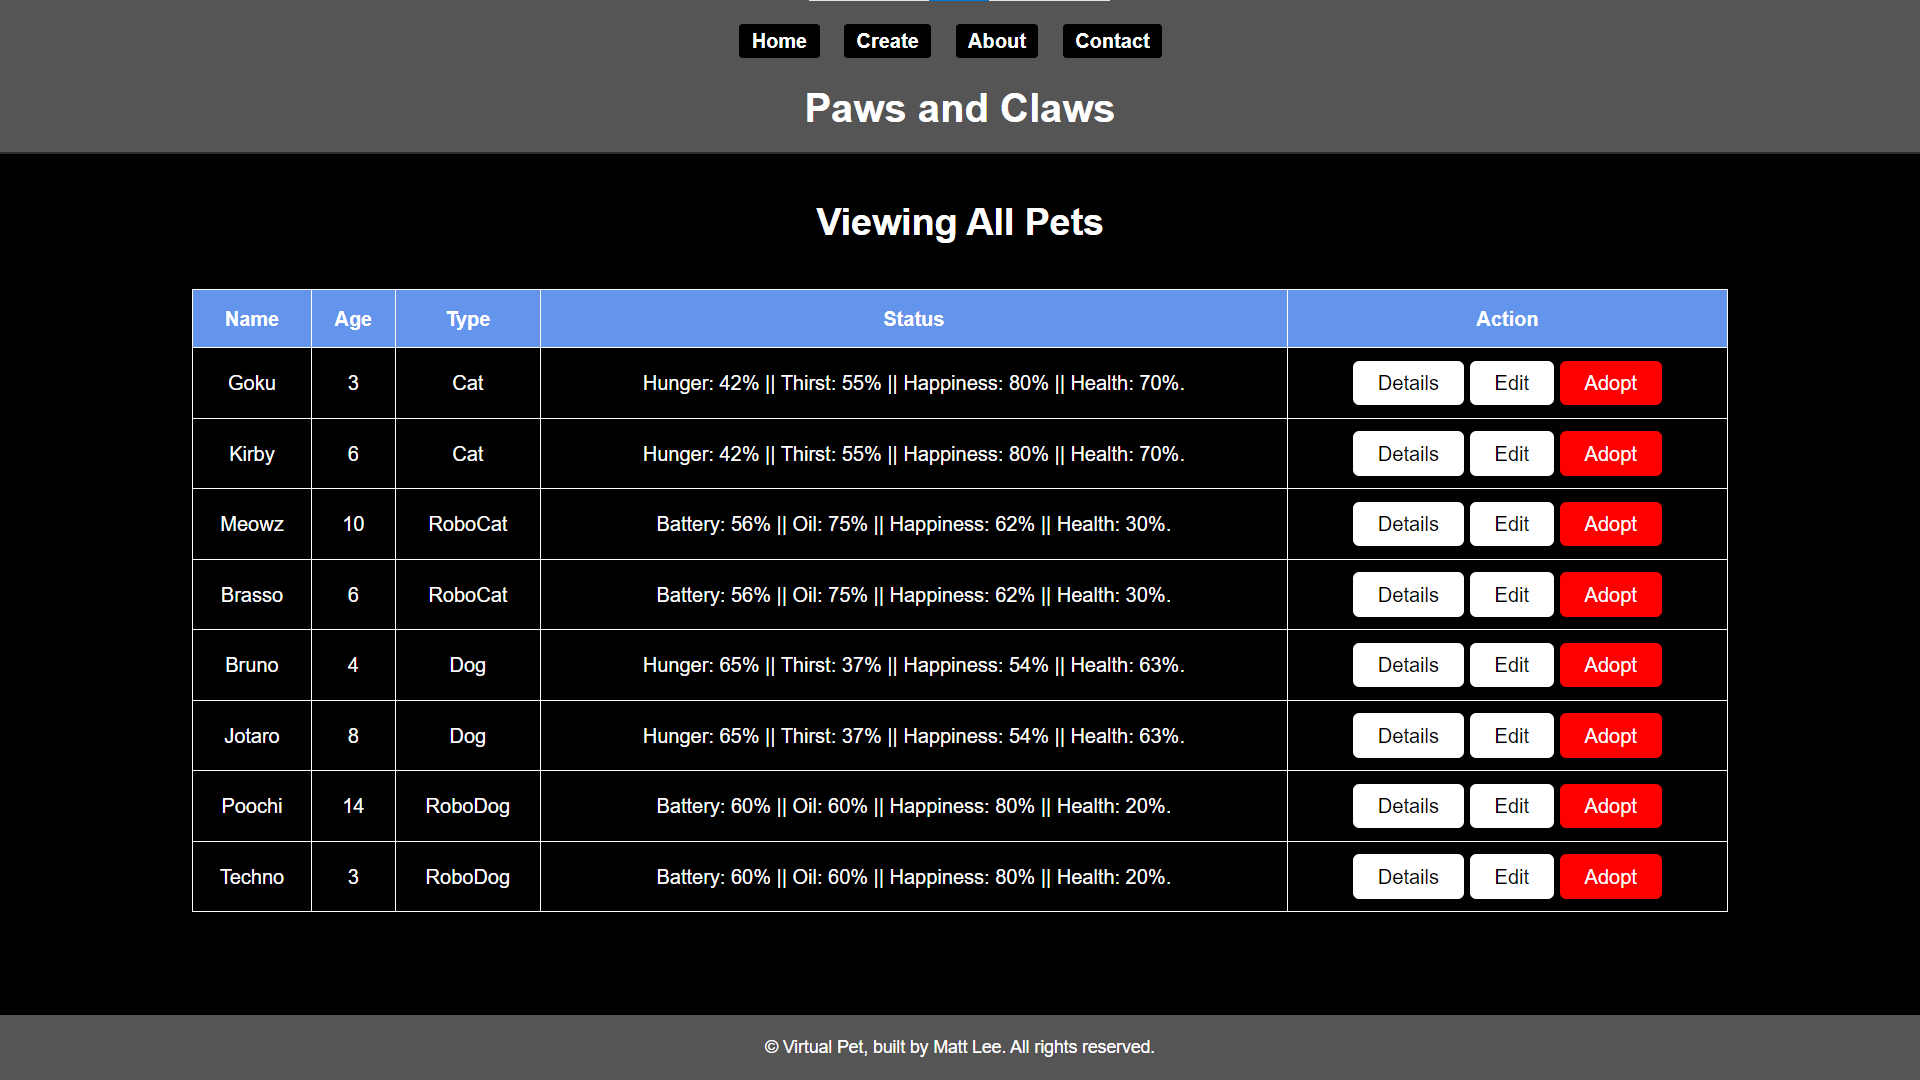 Home Create About Contact
Paws and Claws
Viewing All Pets
Name Age Type Status Action
Goku 3 Cat Hunger: 42% || Thirst: 55% || Happiness: 80% || Health: 70%. Details Edit Adopt
Kirby 6 Cat Hunger: 42% || Thirst: 55% || Happiness: 80% || Health: 70%. Details Edit Adopt
Meowz 10 RoboCat Battery: 56% || Oil: 75% || Happiness: 62% || Health: 30%. Details Edit Adopt
Brasso 6 RoboCat Battery: 56% || Oil: 75% || Happiness: 62% || Health: 30%. Details Edit Adopt
Bruno 4 Dog Hunger: 65% || Thirst: 37% || Happiness: 54% || Health: 63%. Details Edit Adopt
Jotaro 8 Dog Hunger: 65% || Thirst: 37% || Happiness: 54% || Health: 63%. Details Edit Adopt
Poochi 14 RoboDog Battery: 60% || Oil: 60% || Happiness: 80% || Health: 20%. Details Edit Adopt
Techno 3 RoboDog Battery: 60% || Oil: 60% || Happiness: 80% || Health: 20%. Details Edit Adopt
© Virtual Pet, built by Matt Lee. All rights reserved.